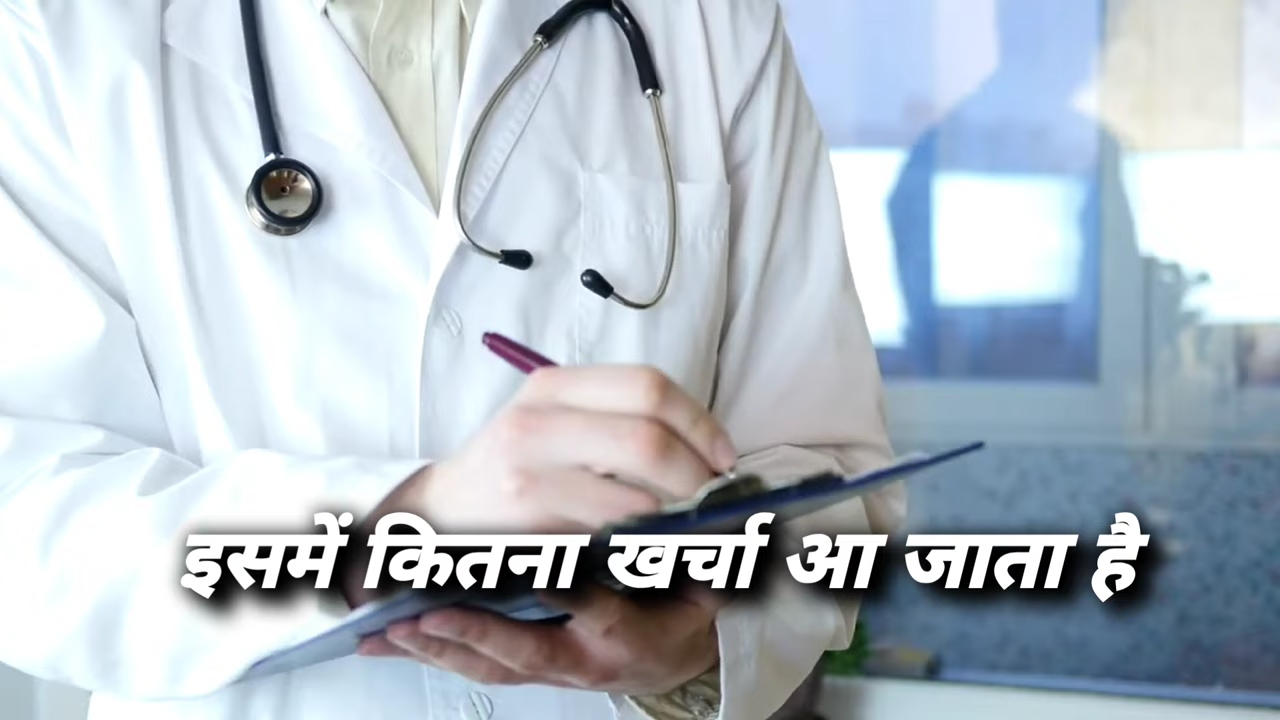 इसमें कितना खर्चा आ जाता है